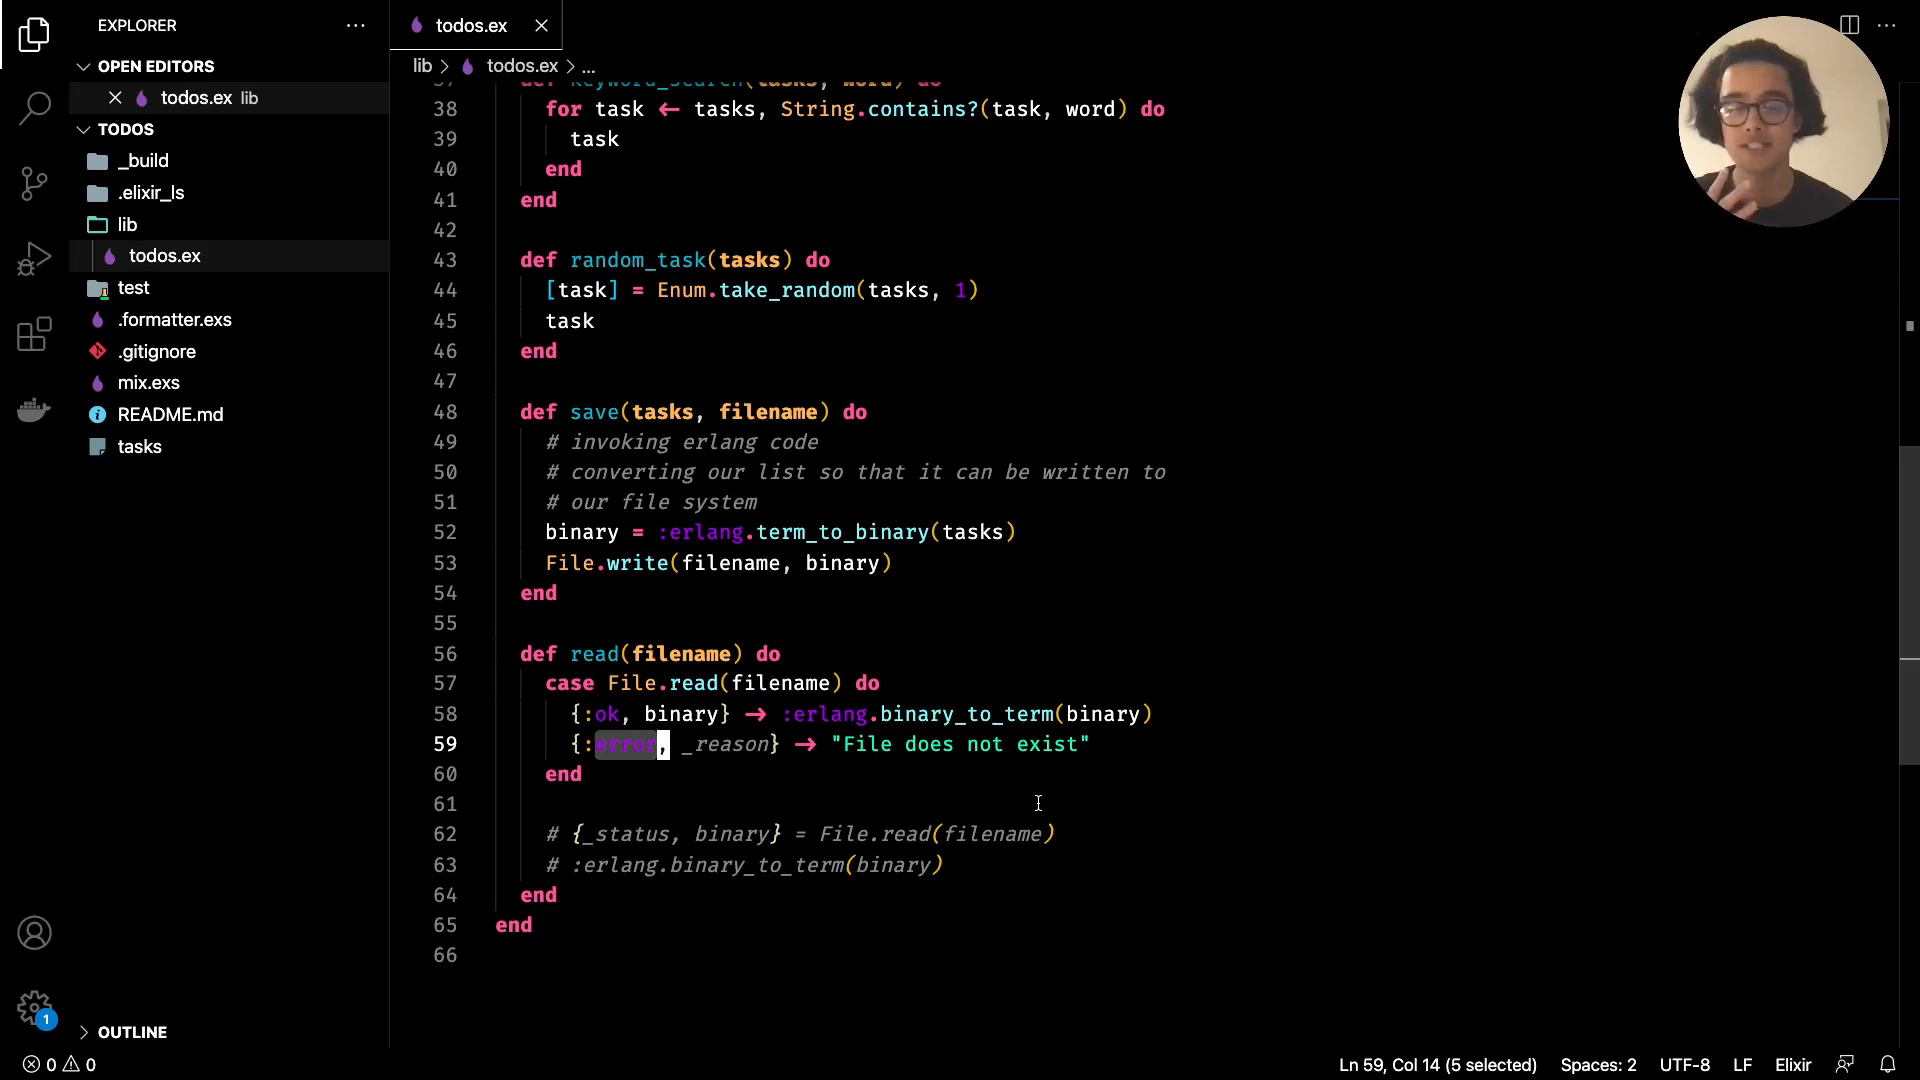 EXPLORER
OPEN EDITORS
todos.ex lib
TODOS
_build
.elixir_ls
lib
todos.ex
test
.formatter.exs
.gitignore
mix.exs
README.md
tasks
OUTLINE
todos.ex
lib > todos.ex > ...
37 def keyword_search(tasks, word) do
38 for task <- tasks, String.contains?(task, word) do
39 task
40 end
41 end
42
43 def random_task(tasks) do
44 [task] = Enum.take_random(tasks, 1)
45 task
46 end
47
48 def save(tasks, filename) do
49 # invoking erlang code
50 # converting our list so that it can be written to
51 # our file system
52 binary = :erlang.term_to_binary(tasks)
53 File.write(filename, binary)
54 end
55
56 def read(filename) do
57 case File.read(filename) do
58 {:ok, binary} -> :erlang.binary_to_term(binary)
59 {:error, _reason} -> "File does not exist"
60 end
61
62 # {_status, binary} = File.read(filename)
63 # :erlang.binary_to_term(binary)
64 end
65 end
66
1
0 0
Ln 59, Col 14 (5 selected) Spaces: 2 UTF-8 LF Elixir